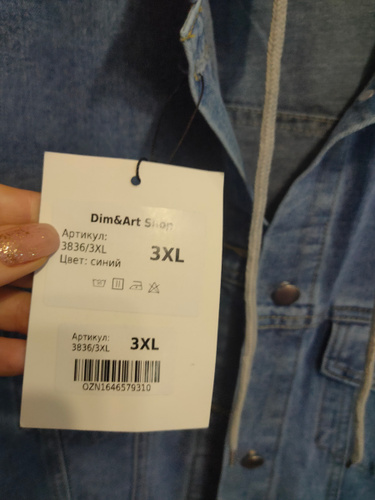 Dim&Art Shop
Артикул:
3836/3XL
3XL
Цвет: синий
Артикул:
3836/3XL
3XL
OZN1646579310